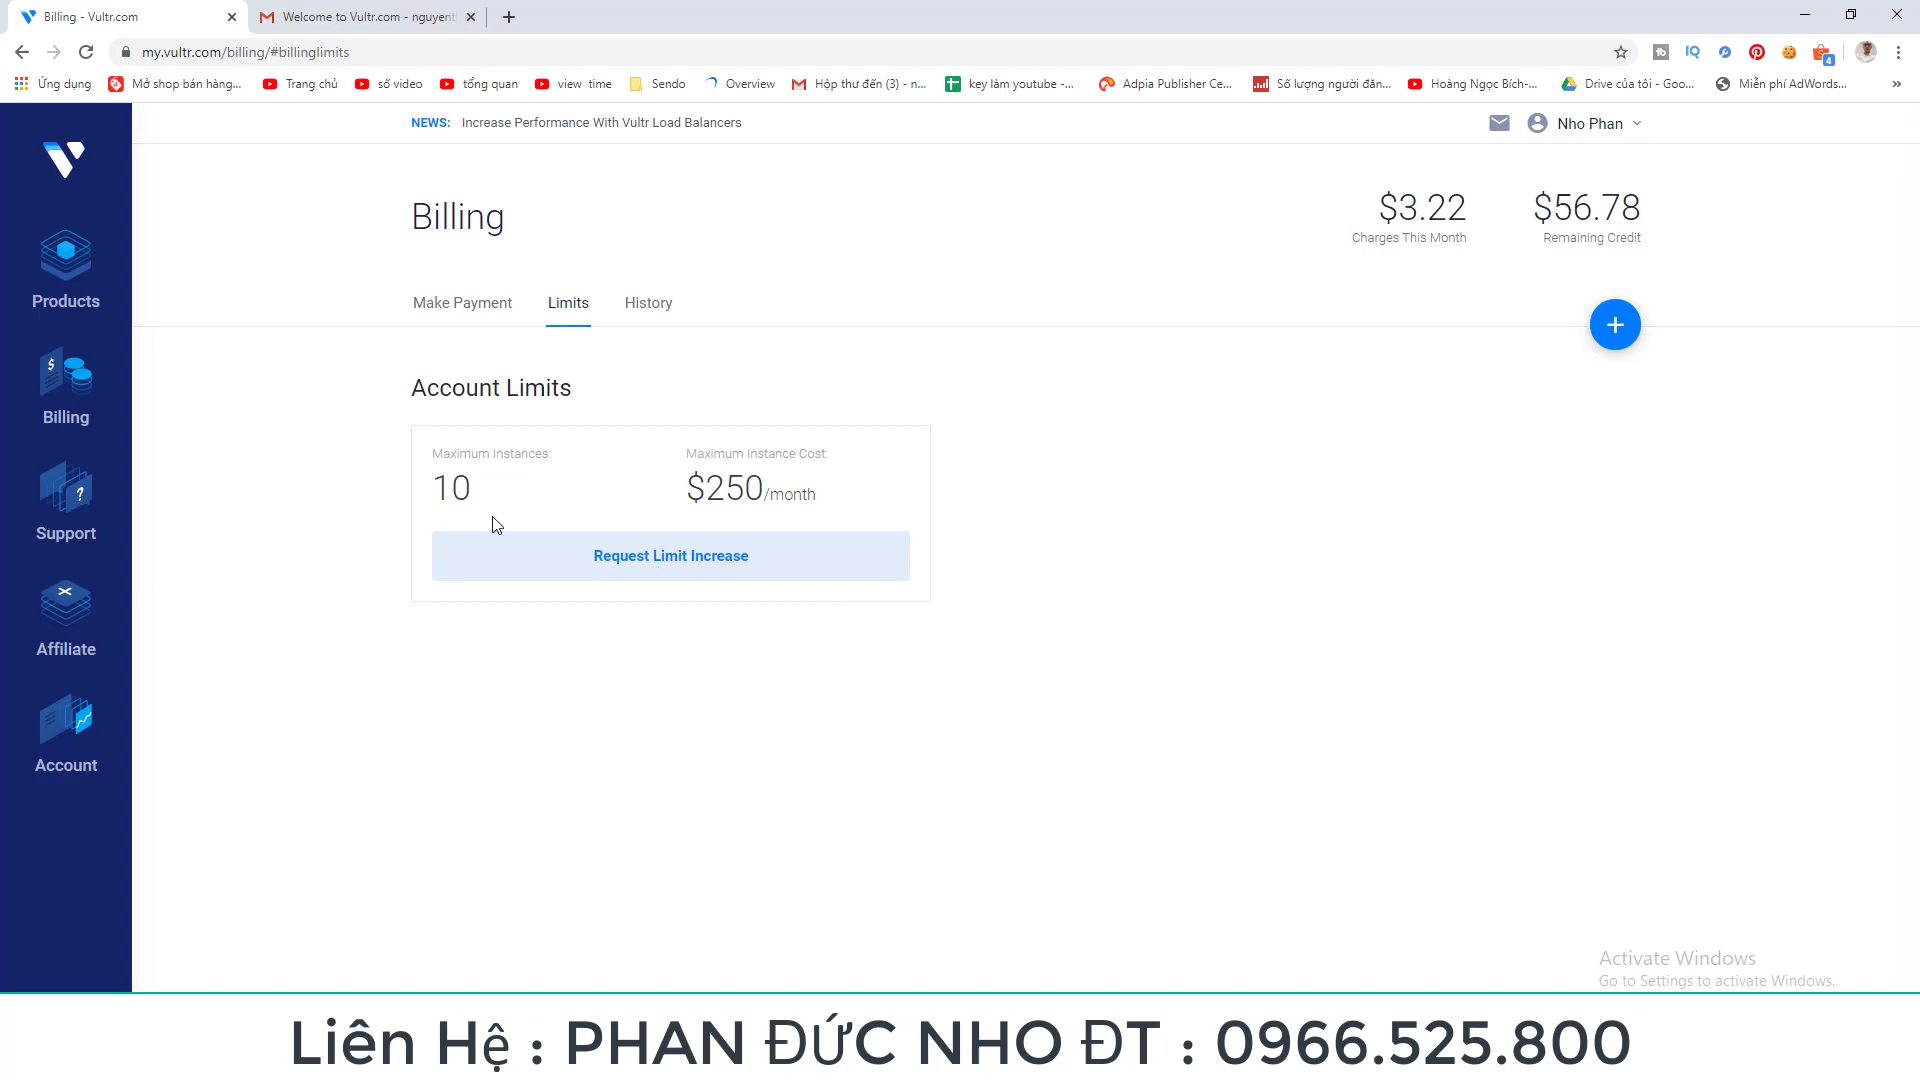 Billing - Vultr.com
Welcome to Vultr.com - nguyent
my.vultr.com/billing/#billinglimits
Ứng dụng
Mở shop bán hàng...
Trang chủ
số video
tổng quan
view time
Sendo
Overview
Hộp thư đến (3) - n...
key làm youtube -...
Adpia Publisher Ce...
Số lượng người đăn...
Hoàng Ngọc Bích-...
Drive của tôi - Goo...
Miễn phí AdWords...
»
4
NEWS: Increase Performance With Vultr Load Balancers
Nho Phan
Billing
$3.22
Charges This Month
$56.78
Remaining Credit
Make Payment
Limits
History
Products
Billing
Support
Affiliate
Account
Account Limits
Maximum Instances:
10
Maximum Instance Cost:
$250/month
Request Limit Increase
Activate Windows
Go to Settings to activate Windows.
Liên Hệ : PHAN ĐỨC NHO ĐT : 0966.525.800